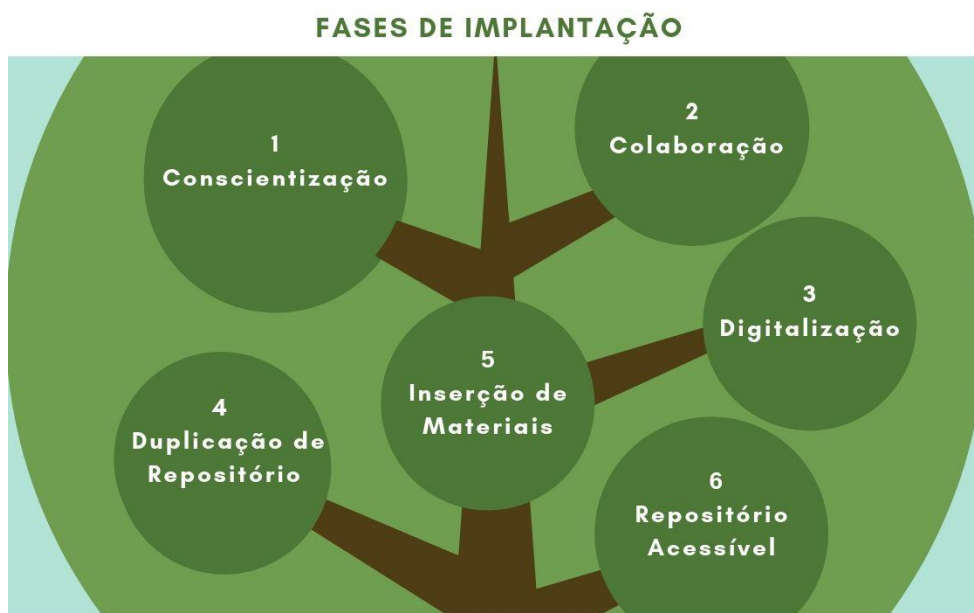 FASES DE IMPLANTAÇÃO
1
Conscientização
2
Colaboração
3
Digitalização
4
Duplicação de
Repositório
5
Inserção de
Materiais
6
Repositório
Acessível